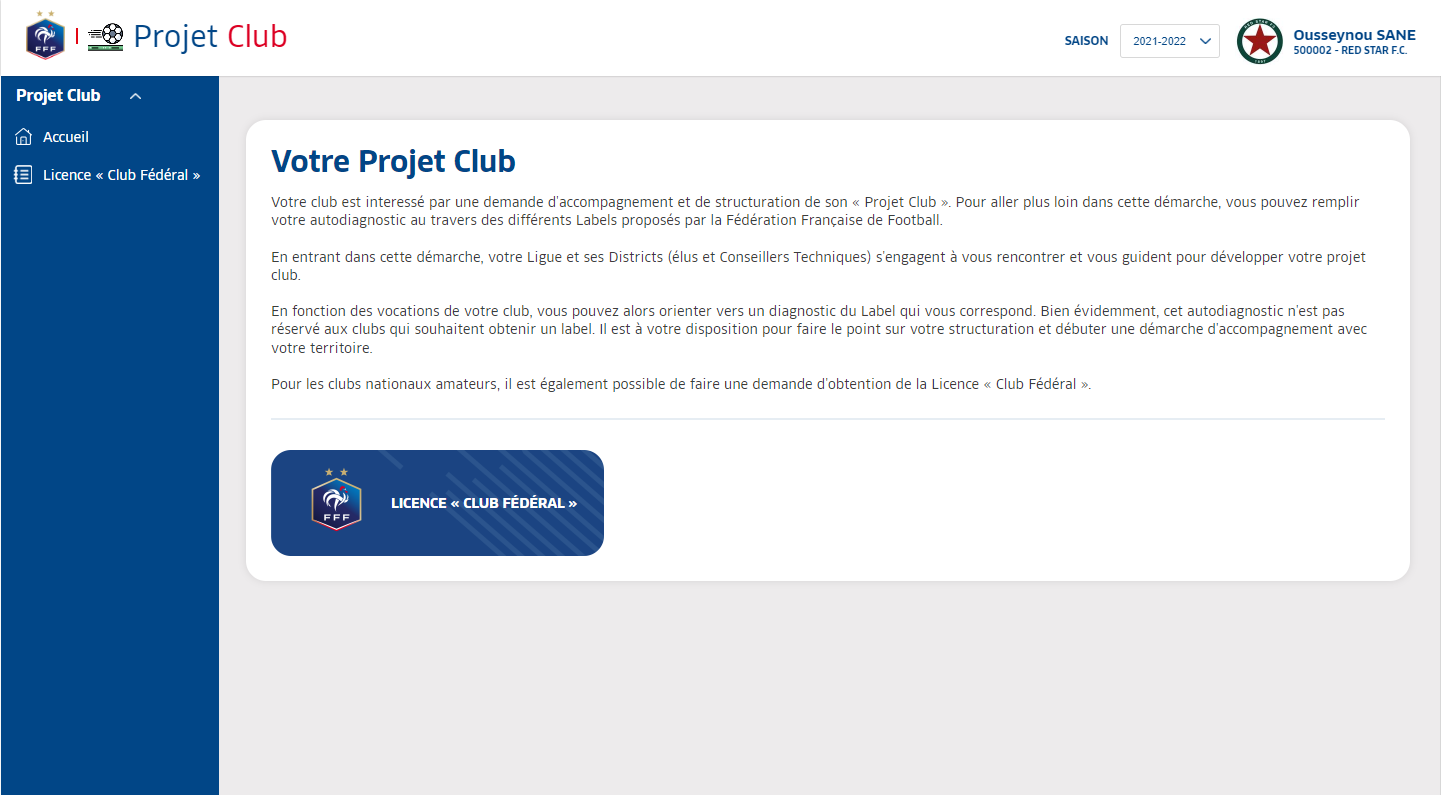 FFF
Projet Club
SAISON
2021-2022
RED STAR F.C.
Ousseynou SANE
500002 - RED STAR F.C.
Projet Club
Accueil
Licence « Club Fédéral »
Votre Projet Club
Votre club est interessé par une demande d'accompagnement et de structuration de son « Projet Club ». Pour aller plus loin dans cette démarche, vous pouvez remplir
votre autodiagnostic au travers des différents Labels proposés par la Fédération Française de Football.
En entrant dans cette démarche, votre Ligue et ses Districts (élus et Conseillers Techniques) s'engagent à vous rencontrer et vous guident pour développer votre projet
club.
En fonction des vocations de votre club, vous pouvez alors orienter vers un diagnostic du Label qui vous correspond. Bien évidemment, cet autodiagnostic n'est pas
réservé aux clubs qui souhaitent obtenir un label. Il est à votre disposition pour faire le point sur votre structuration et débuter une démarche d'accompagnement avec
votre territoire.
Pour les clubs nationaux amateurs, il est également possible de faire une demande d'obtention de la Licence « Club Fédéral ».
FFF
LICENCE « CLUB FÉDÉRAL »